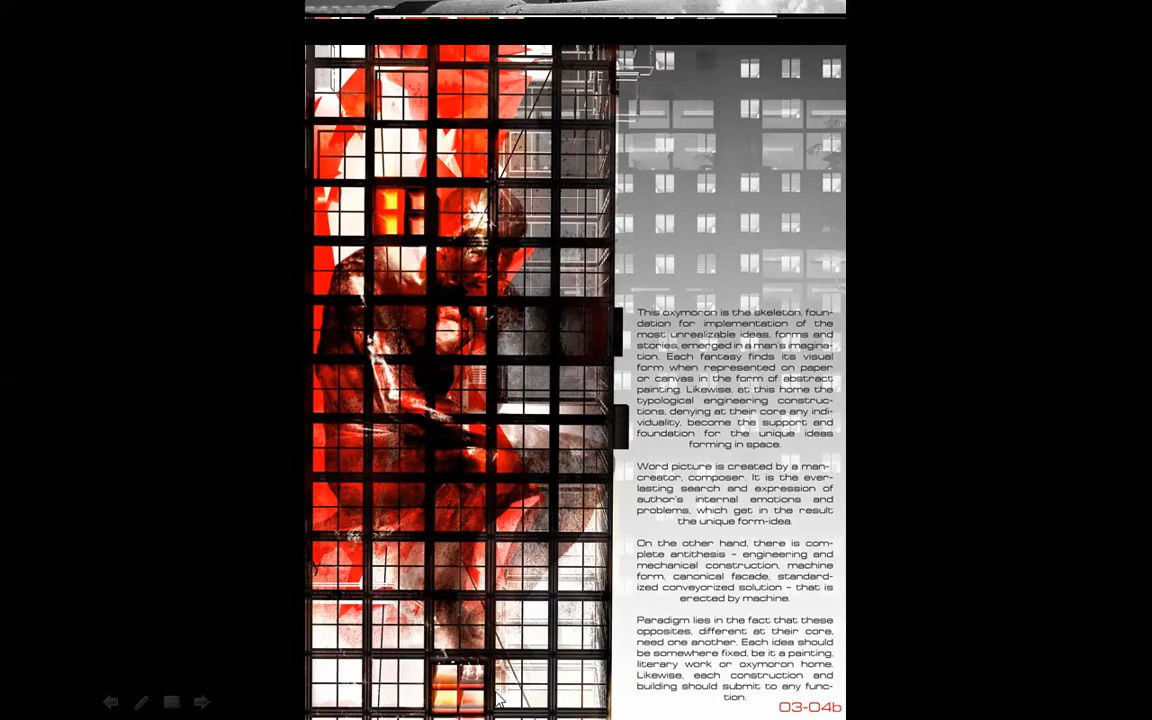 This oxymoron is the skeleton, foun-
dation for implementation of the
most unrealizable ideas, forms and
stories, emerged in a man's imagina-
tion. Each fantasy finds its visual
form when represented on paper
or canvas in the form of abstract
painting. Likewise, at this home the
typological engineering construc-
tions, denying at their core any indi-
viduality, become the support and
foundation for the unique ideas
forming in space.
Word picture is created by a man-
creator, composer. It is the ever-
lasting search and expression of
author's internal emotions and
problems, which get in the result
the unique form-idea.
On the other hand, there is com-
plete antithesis – engineering and
mechanical construction, machine
form, canonical facade, standard-
ized conveyorized solution – that is
erected by machine.
Paradigm lies in the fact that these
opposites, different at their core,
need one another. Each idea should
be somewhere fixed, be it a painting,
literary work or oxymoron home.
Likewise, each construction and
building should submit to any func-
tion.
03-04b